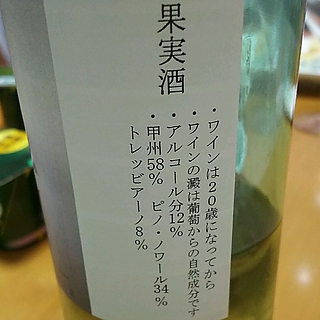 果実酒
・ワインは20歳になってから
・ワインの澱は葡萄からの自然成分です
・アルコール分12%
・甲州58% ピノ・ノワール34%
トレッビアーノ8%